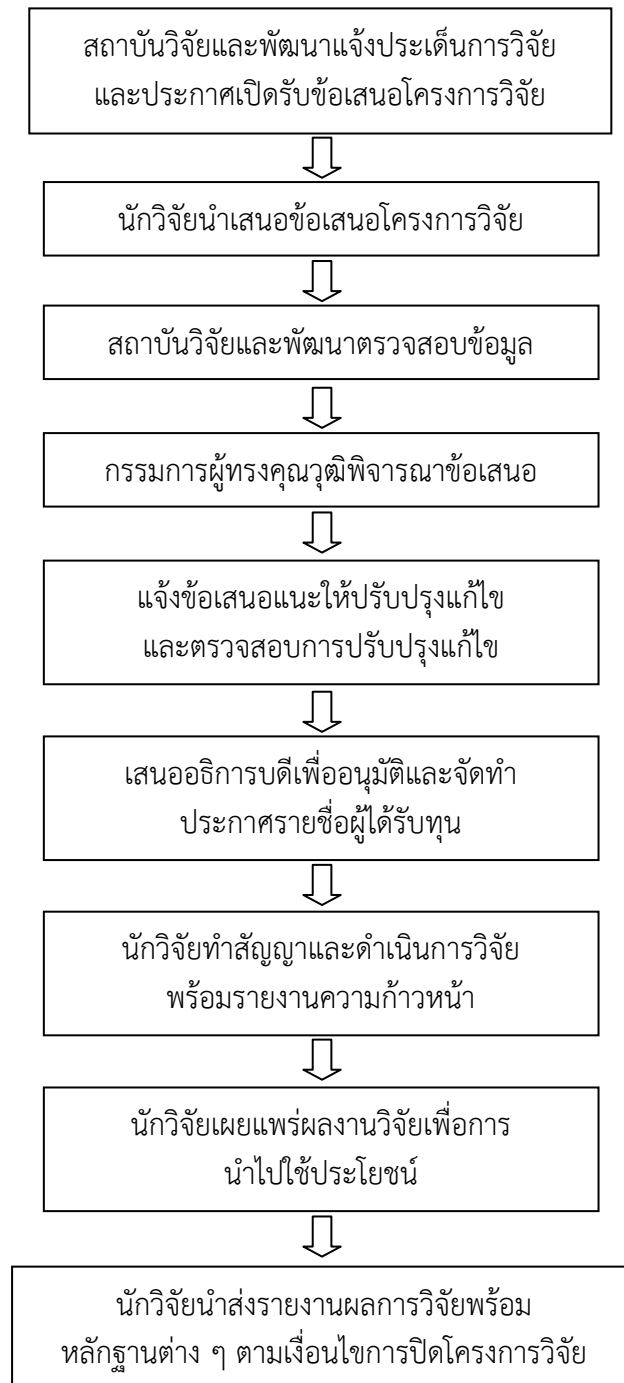 สถาบันวิจัยและพัฒนาแจ้งประเด็นการวิจัย
และประกาศเปิดรับข้อเสนอโครงการวิจัย
นักวิจัยนำเสนอข้อเสนอโครงการวิจัย
สถาบันวิจัยและพัฒนาตรวจสอบข้อมูล
กรรมการผู้ทรงคุณวุฒิพิจารณาข้อเสนอ
แจ้งข้อเสนอแนะให้ปรับปรุงแก้ไข
และตรวจสอบการปรับปรุงแก้ไข
เสนออธิการบดีเพื่ออนุมัติและจัดทำ
ประกาศรายชื่อผู้ได้รับทุน
นักวิจัยทำสัญญาและดำเนินการวิจัย
พร้อมรายงานความก้าวหน้า
นักวิจัยเผยแพร่ผลงานวิจัยเพื่อการ
นำไปใช้ประโยชน์
นักวิจัยนำส่งรายงานผลการวิจัยพร้อม
หลักฐานต่าง ๆ ตามเงื่อนไขการปิดโครงการวิจัย